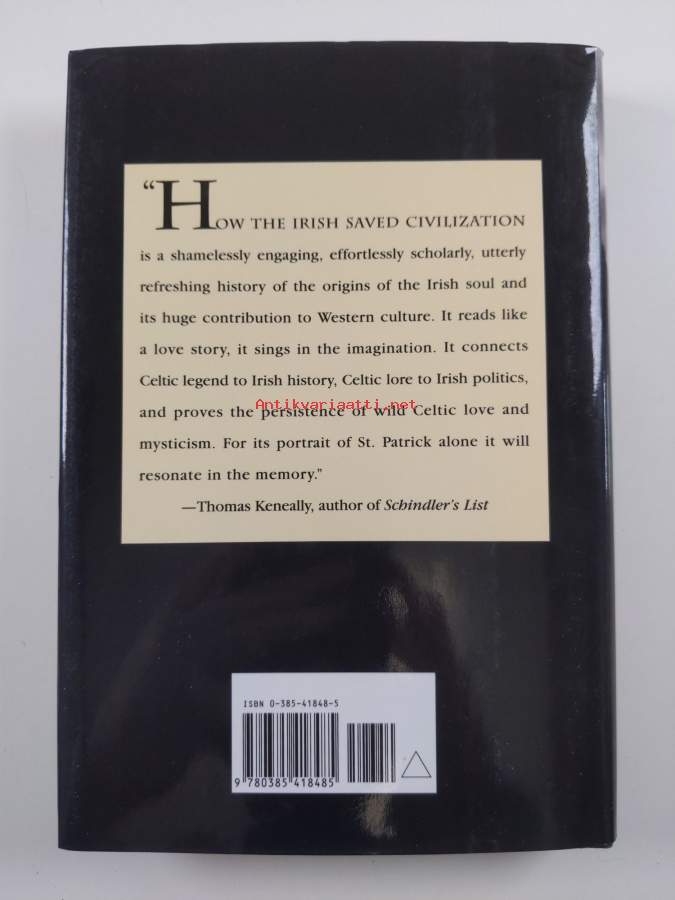 “HOW THE IRISH SAVED CIVILIZATION
is a shamelessly engaging, effortlessly scholarly, utterly
refreshing history of the origins of the Irish soul and
its huge contribution to Western culture. It reads like
a love story, it sings in the imagination. It connects
Celtic legend to Irish history, Celtic lore to Irish politics,
Antikvariaatti.net
and proves the persistence of wild Celtic love and
mysticism. For its portrait of St. Patrick alone it will
resonate in the memory."
—Thomas Keneally, author of Schindler's List
ISBN 0-385-41848-5
9 780385 418485